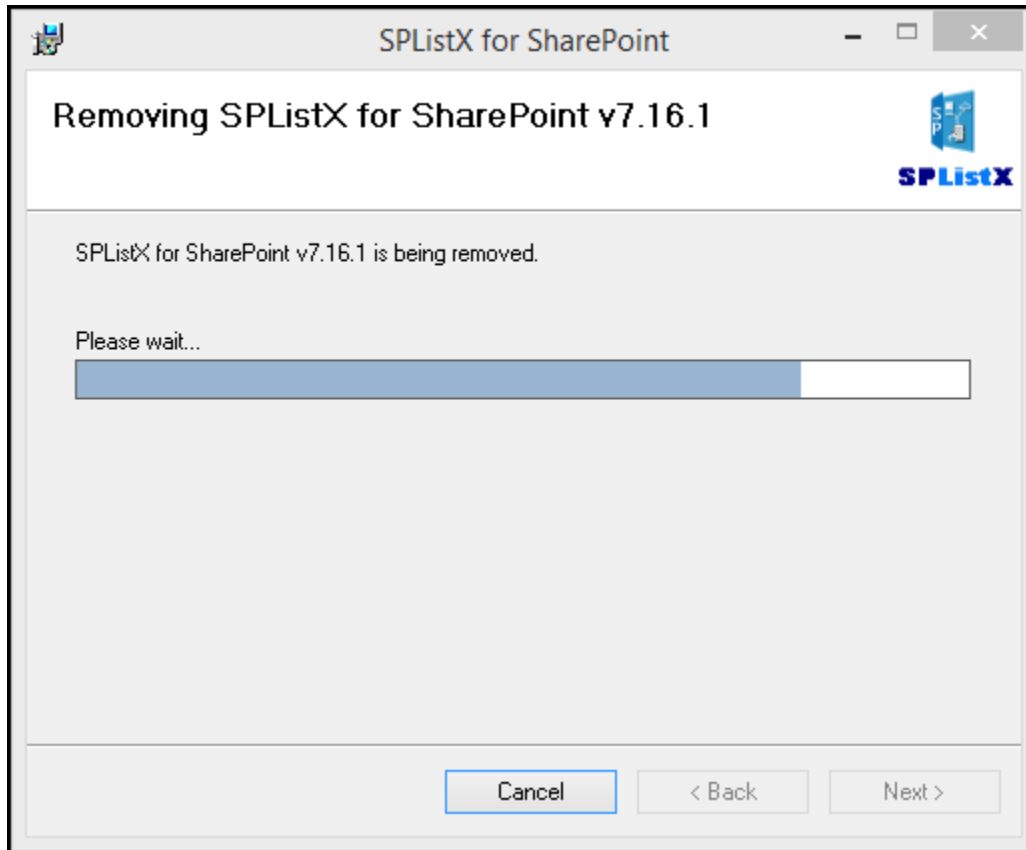 SPListX for SharePoint
Removing SPListX for SharePoint v7.16.1
S
P
SPListX
SPListX for SharePoint v7.16.1 is being removed.
Please wait...
Cancel
< Back
Next >